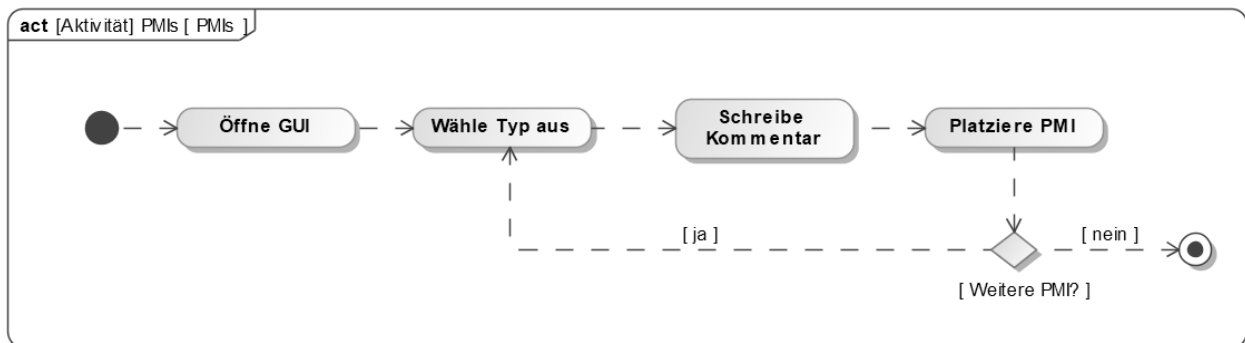 act [Aktivität] PMIs [ PMIs ]
Öffne GUI
Wähle Typ aus
Schreibe
Kommentar
Platziere PMI
[ ja ]
[ nein ]
[ Weitere PMI? ]